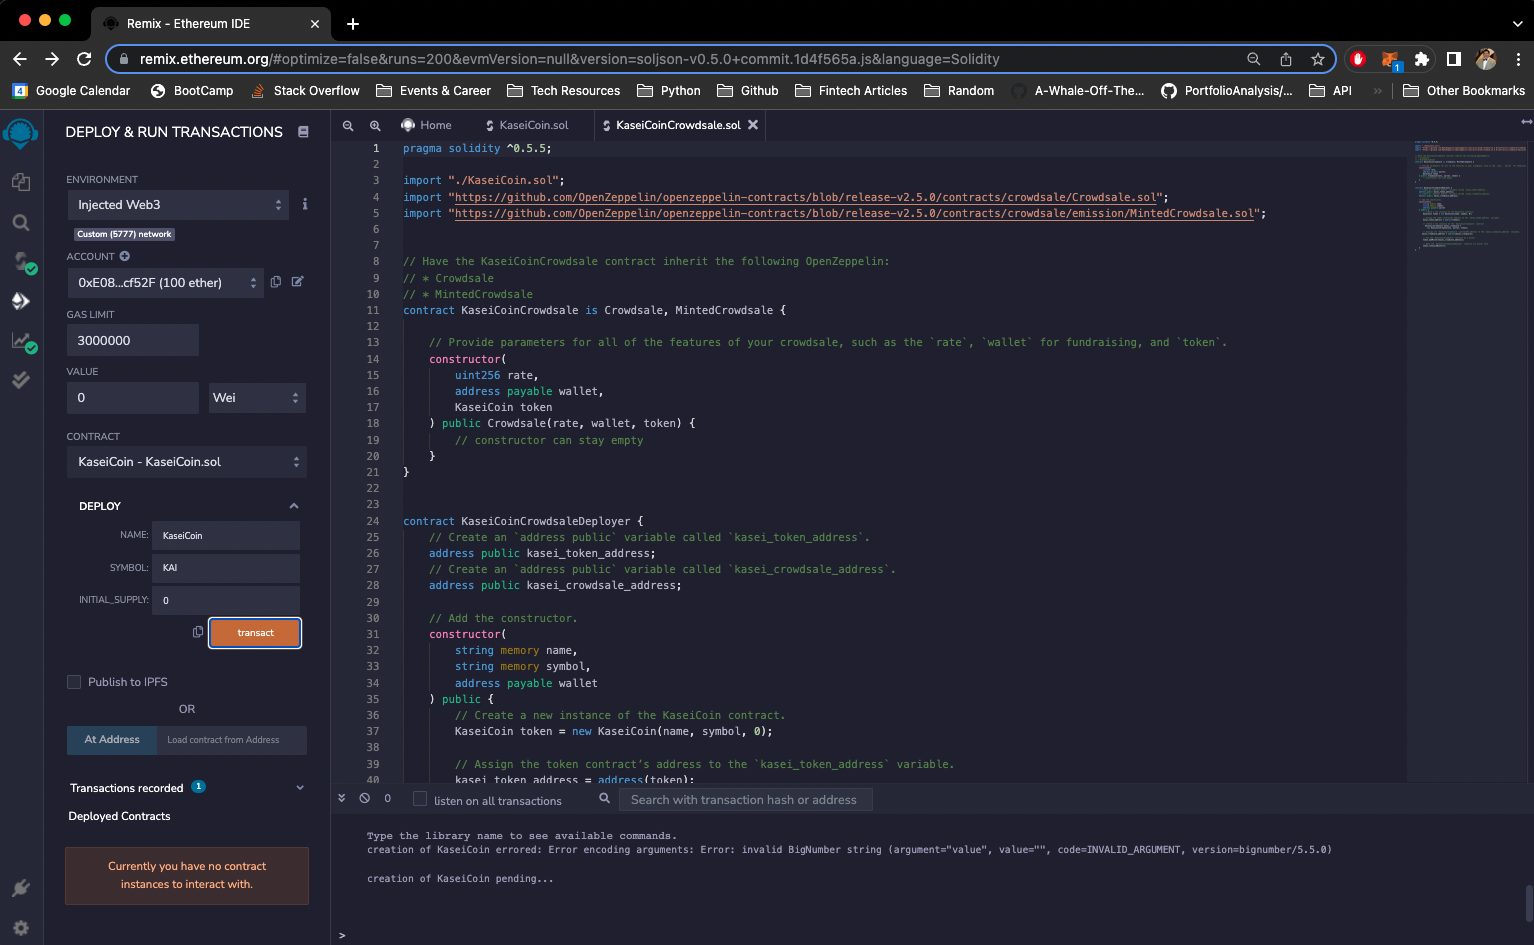 Remix - Ethereum IDE
remix.ethereum.org/#optimize=false&runs=200&evmVersion=null&version=soljson-v0.5.0+commit.1d4f565a.js&language=Solidity
1
4 Google Calendar BootCamp Stack Overflow Events & Career Tech Resources Python Github Fintech Articles Random A-Whale-Off-The... PortfolioAnalysis/... API » Other Bookmarks
DEPLOY & RUN TRANSACTIONS
ENVIRONMENT
Injected Web3
Custom (5777) network
ACCOUNT
0xE08...cf52F (100 ether)
GAS LIMIT
3000000
VALUE
0 Wei
CONTRACT
KaseiCoin - KaseiCoin.sol
DEPLOY
NAME: KaseiCoin
SYMBOL: KAI
INITIAL_SUPPLY: 0
transact
Publish to IPFS
OR
At Address Load contract from Address
Transactions recorded 1
Deployed Contracts
Currently you have no contract
instances to interact with.
Home KaseiCoin.sol KaseiCoinCrowdsale.sol
1 pragma solidity ^0.5.5;
2
3 import "./KaseiCoin.sol";
4 import "https://github.com/OpenZeppelin/openzeppelin-contracts/blob/release-v2.5.0/contracts/crowdsale/Crowdsale.sol";
5 import "https://github.com/OpenZeppelin/openzeppelin-contracts/blob/release-v2.5.0/contracts/crowdsale/emission/MintedCrowdsale.sol";
6
7
8 // Have the KaseiCoinCrowdsale contract inherit the following OpenZeppelin:
9 // * Crowdsale
10 // * MintedCrowdsale
11 contract KaseiCoinCrowdsale is Crowdsale, MintedCrowdsale {
12
13 // Provide parameters for all of the features of your crowdsale, such as the `rate`, `wallet` for fundraising, and `token`.
14 constructor(
15 uint256 rate,
16 address payable wallet,
17 KaseiCoin token
18 ) public Crowdsale(rate, wallet, token) {
19 // constructor can stay empty
20 }
21 }
22
23
24 contract KaseiCoinCrowdsaleDeployer {
25 // Create an `address public` variable called `kasei_token_address`.
26 address public kasei_token_address;
27 // Create an `address public` variable called `kasei_crowdsale_address`.
28 address public kasei_crowdsale_address;
29
30 // Add the constructor.
31 constructor(
32 string memory name,
33 string memory symbol,
34 address payable wallet
35 ) public {
36 // Create a new instance of the KaseiCoin contract.
37 KaseiCoin token = new KaseiCoin(name, symbol, 0);
38
39 // Assign the token contract's address to the `kasei_token_address` variable.
40 kasei_token_address = address(token);
0 listen on all transactions Search with transaction hash or address
Type the library name to see available commands.
creation of KaseiCoin errored: Error encoding arguments: Error: invalid BigNumber string (argument="value", value="", code=INVALID_ARGUMENT, version=bignumber/5.5.0)
creation of KaseiCoin pending...
>